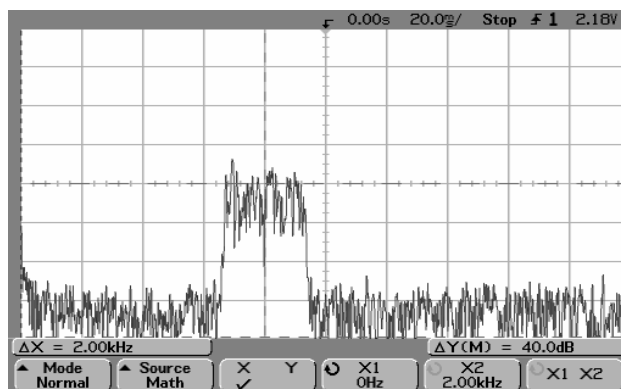 0.00s 20.0㎳/ Stop 1 2.18V
ΔX = 2.00kHz ΔY(M) = 40.0dB
Mode Source X Y X1 X2 X1 X2
Normal Math ✓ 0Hz 2.00kHz